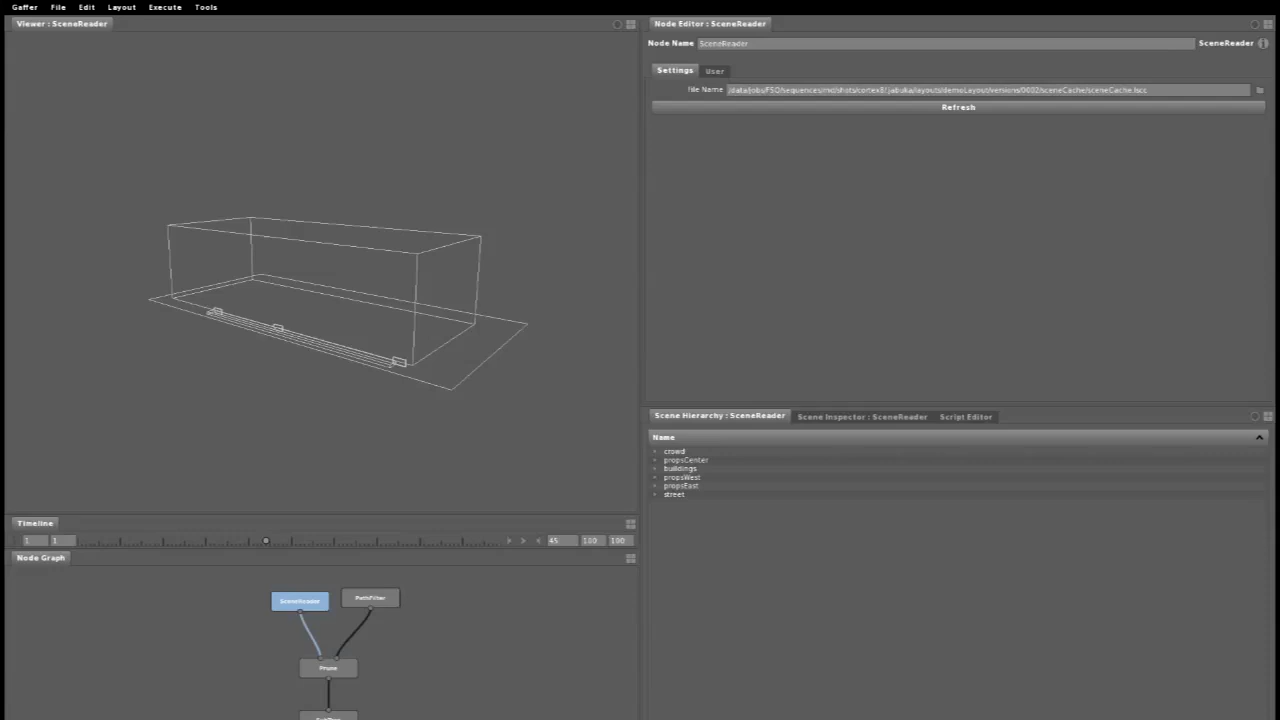 Gaffer File Edit Layout Execute Tools
Viewer : SceneReader
Node Editor : SceneReader
Node Name SceneReader SceneReader
Settings User
File Name
Refresh
Scene Hierarchy : SceneReader Scene Inspector : SceneReader Script Editor
Name
crowd
propsCenter
buildings
propsWest
propsEast
street
Timeline
1 1 45 100 100
Node Graph
SceneReader PathFilter
Prune